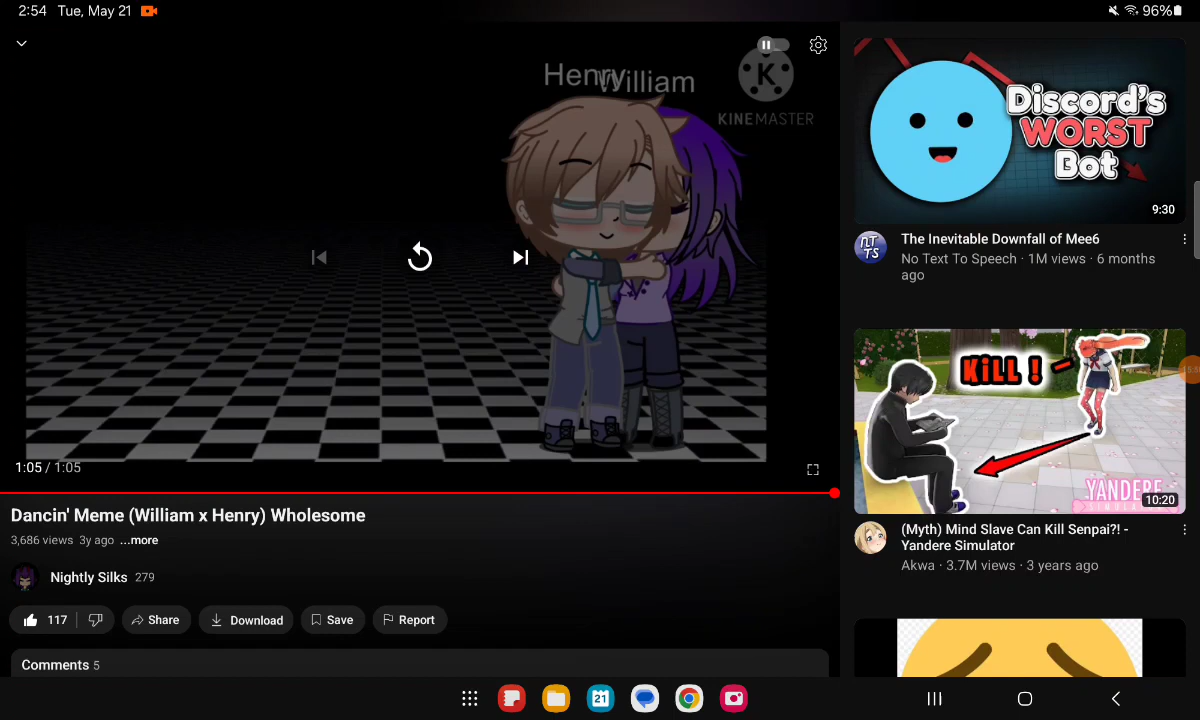 2:54 Tue, May 21
96%
Henry
William
K
KINEMASTER
1:05 / 1:05
Dancin' Meme (William x Henry) Wholesome
3,686 views 3y ago ...more
Nightly Silks 279
117
Share
Download
Save
Report
Comments 5
Discord's
WORST
Bot
9:30
NT
TS
The Inevitable Downfall of Mee6
No Text To Speech · 1M views · 6 months
ago
KiLL !
YANDERE
10:20
(Myth) Mind Slave Can Kill Senpai?! -
Yandere Simulator
Akwa · 3.7M views · 3 years ago
21